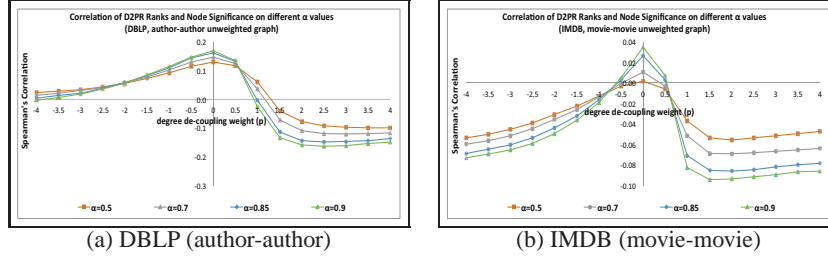 Correlation of D2PR Ranks and Node Significance on different α values
(DBLP, author-author unweighted graph)
Spearman's Correlation
0.2
0.1
0.0
-0.1
-0.2
-0.3
-4 -3.5 -3 -2.5 -2 -1.5 -1 -0.5 0 0.5 1 1.5 2 2.5 3 3.5 4
degree de-coupling weight (p)
α=0.5 α=0.7 α=0.85 α=0.9
(a) DBLP (author-author)
Correlation of D2PR Ranks and Node Significance on different α values
(IMDB, movie-movie unweighted graph)
Spearman's Correlation
0.04
0.02
0.00
-0.02
-0.04
-0.06
-0.08
-0.10
-4 -3.5 -3 -2.5 -2 -1.5 -1 -0.5 0 0.5 1 1.5 2 2.5 3 3.5 4
degree de-coupling weight (p)
α=0.5 α=0.7 α=0.85 α=0.9
(b) IMDB (movie-movie)